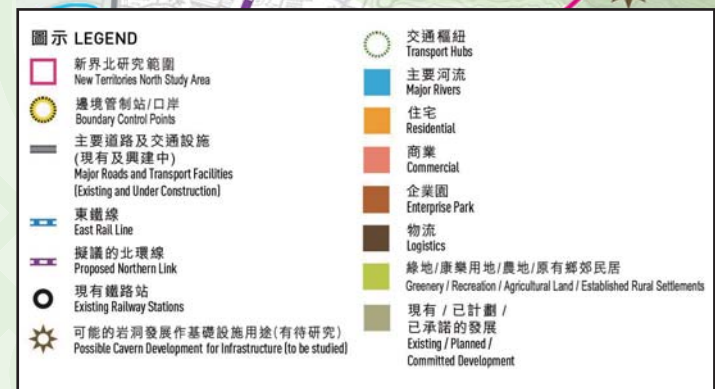 圖示 LEGEND
新界北研究範圍
New Territories North Study Area
邊境管制站/口岸
Boundary Control Points
主要道路及交通設施
(現有及興建中)
Major Roads and Transport Facilities
(Existing and Under Construction)
東鐵線
East Rail Line
擬議的北環線
Proposed Northern Link
現有鐵路站
Existing Railway Stations
可能的岩洞發展作基礎設施用途(有待研究)
Possible Cavern Development for Infrastructure (to be studied)
交通樞紐
Transport Hubs
主要河流
Major Rivers
住宅
Residential
商業
Commercial
企業園
Enterprise Park
物流
Logistics
綠地/康樂用地/農地/原有鄉郊民居
Greenery / Recreation / Agricultural Land / Established Rural Settlements
現有 / 已計劃 /
已承諾的發展
Existing / Planned /
Committed Development